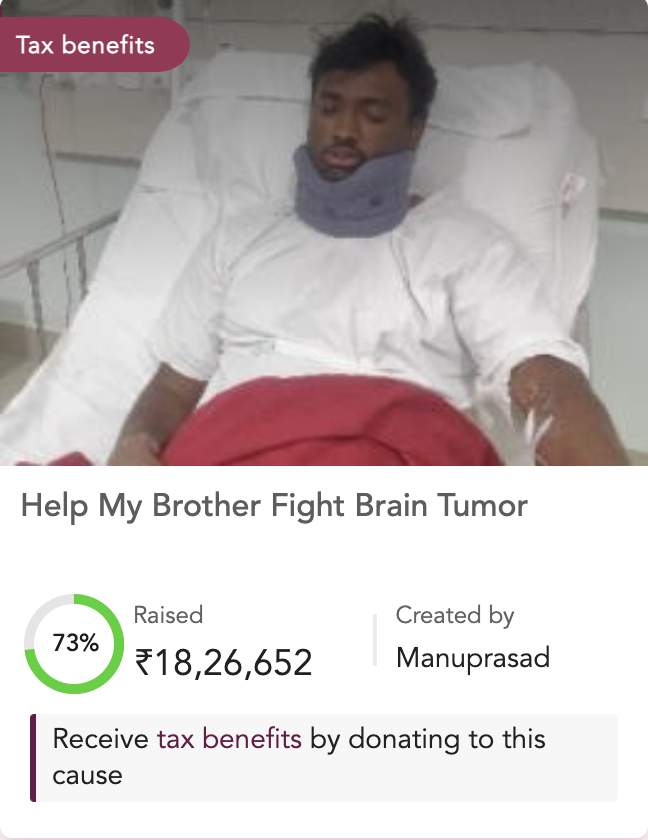 Tax benefits
Help My Brother Fight Brain Tumor
73%
Raised
₹18,26,652
Created by
Manuprasad
Receive tax benefits by donating to this
cause